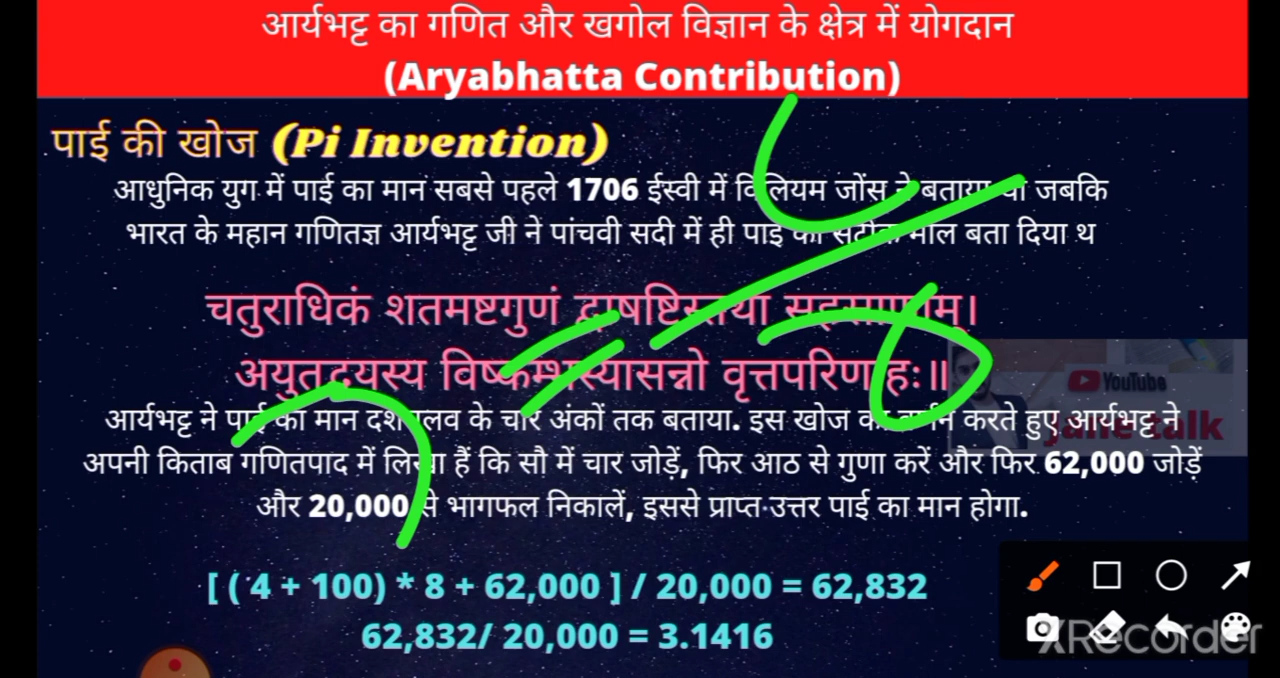 आर्यभट्ट का गणित और खगोल विज्ञान के क्षेत्र में योगदान
(Aryabhatta Contribution)
पाई की खोज (Pi Invention)
आधुनिक युग में पाई का मान सबसे पहले 1706 ईस्वी में विलियम जोंस ने बताया था जबकि
भारत के महान गणितज्ञ आर्यभट्ट जी ने पांचवी सदी में ही पाई का सटीक मोल बता दिया थ
चतुराधिकं शतमष्टगुणं द्वाषष्टिस्तथा सहस्राणाम्।
अयुतद्वयस्य विष्कम्भस्यासन्नो वृत्तपरिणाहः॥
आर्यभट्ट ने पाई का मान दशमलव के चार अंकों तक बताया. इस खोज का वर्णन करते हुए आर्यभट्ट ने
अपनी किताब गणितपाद में लिखा हैं कि सौ में चार जोड़ें, फिर आठ से गुणा करें और फिर 62,000 जोड़ें
और 20,000 से भागफल निकालें, इससे प्राप्त उत्तर पाई का मान होगा.
[ ( 4 + 100) * 8 + 62,000 ] / 20,000 = 62,832
62,832/ 20,000 = 3.1416
YouTube
talk
XRecorder